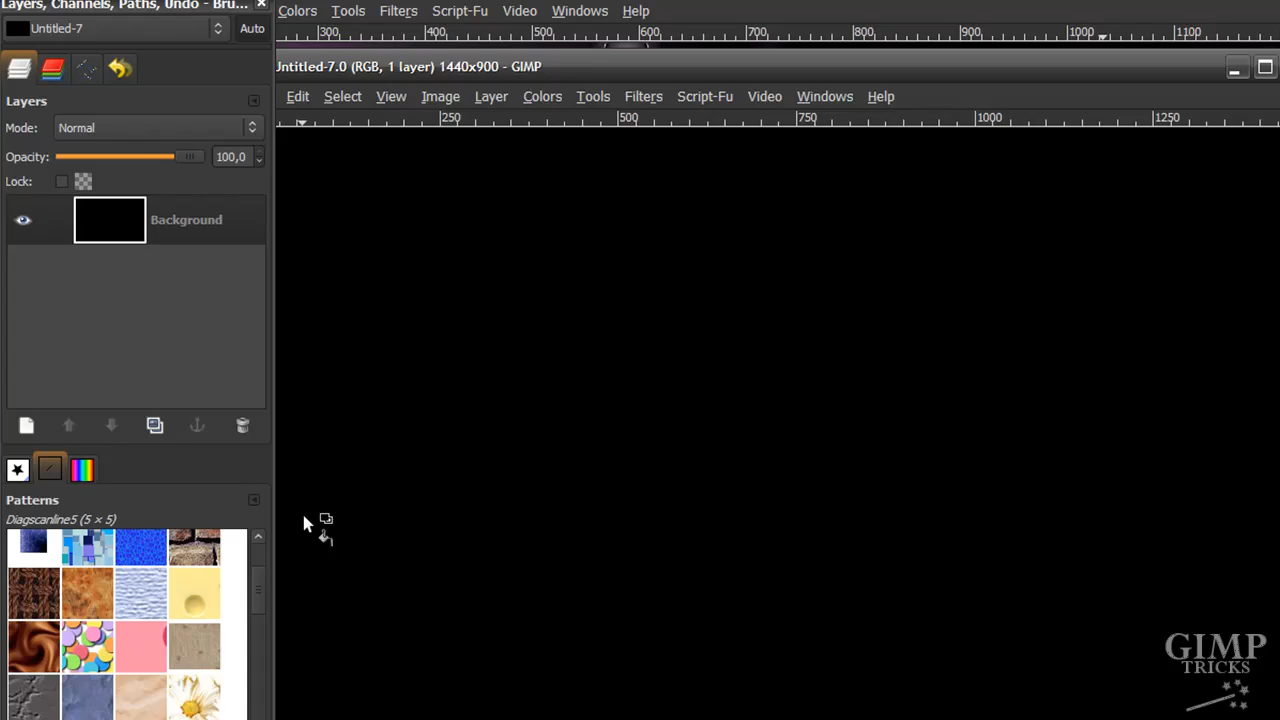 Layers, Channels, Paths, Undo - Bru...
Untitled-7
Auto
Layers
Mode: Normal
Opacity: 100,0
Lock:
Background
Patterns
Diagscanline5 (5 × 5)
Colors Tools Filters Script-Fu Video Windows Help
300 400 500 600 700 800 900 1000 1100
Untitled-7.0 (RGB, 1 layer) 1440x900 - GIMP
Edit Select View Image Layer Colors Tools Filters Script-Fu Video Windows Help
250 500 750 1000 1250
GIMP
TRICKS